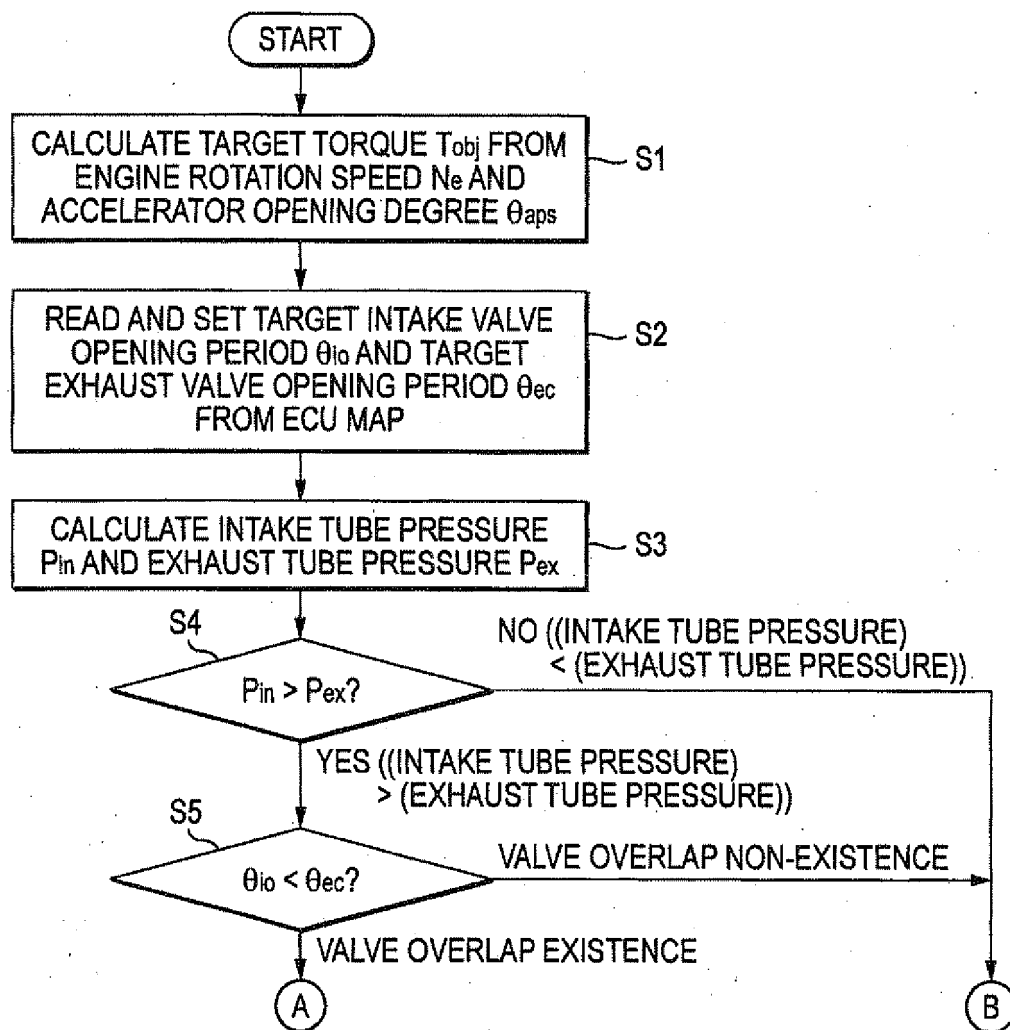 START
CALCULATE TARGET TORQUE Tobj FROM
ENGINE ROTATION SPEED Ne AND
ACCELERATOR OPENING DEGREE θaps
S1
READ AND SET TARGET INTAKE VALVE
OPENING PERIOD θio AND TARGET
EXHAUST VALVE OPENING PERIOD θec
FROM ECU MAP
S2
CALCULATE INTAKE TUBE PRESSURE
Pin AND EXHAUST TUBE PRESSURE Pex
S3
S4
Pin > Pex?
NO ((INTAKE TUBE PRESSURE)
< (EXHAUST TUBE PRESSURE))
YES ((INTAKE TUBE PRESSURE)
> (EXHAUST TUBE PRESSURE))
S5
θio < θec?
VALVE OVERLAP NON-EXISTENCE
VALVE OVERLAP EXISTENCE
A
B